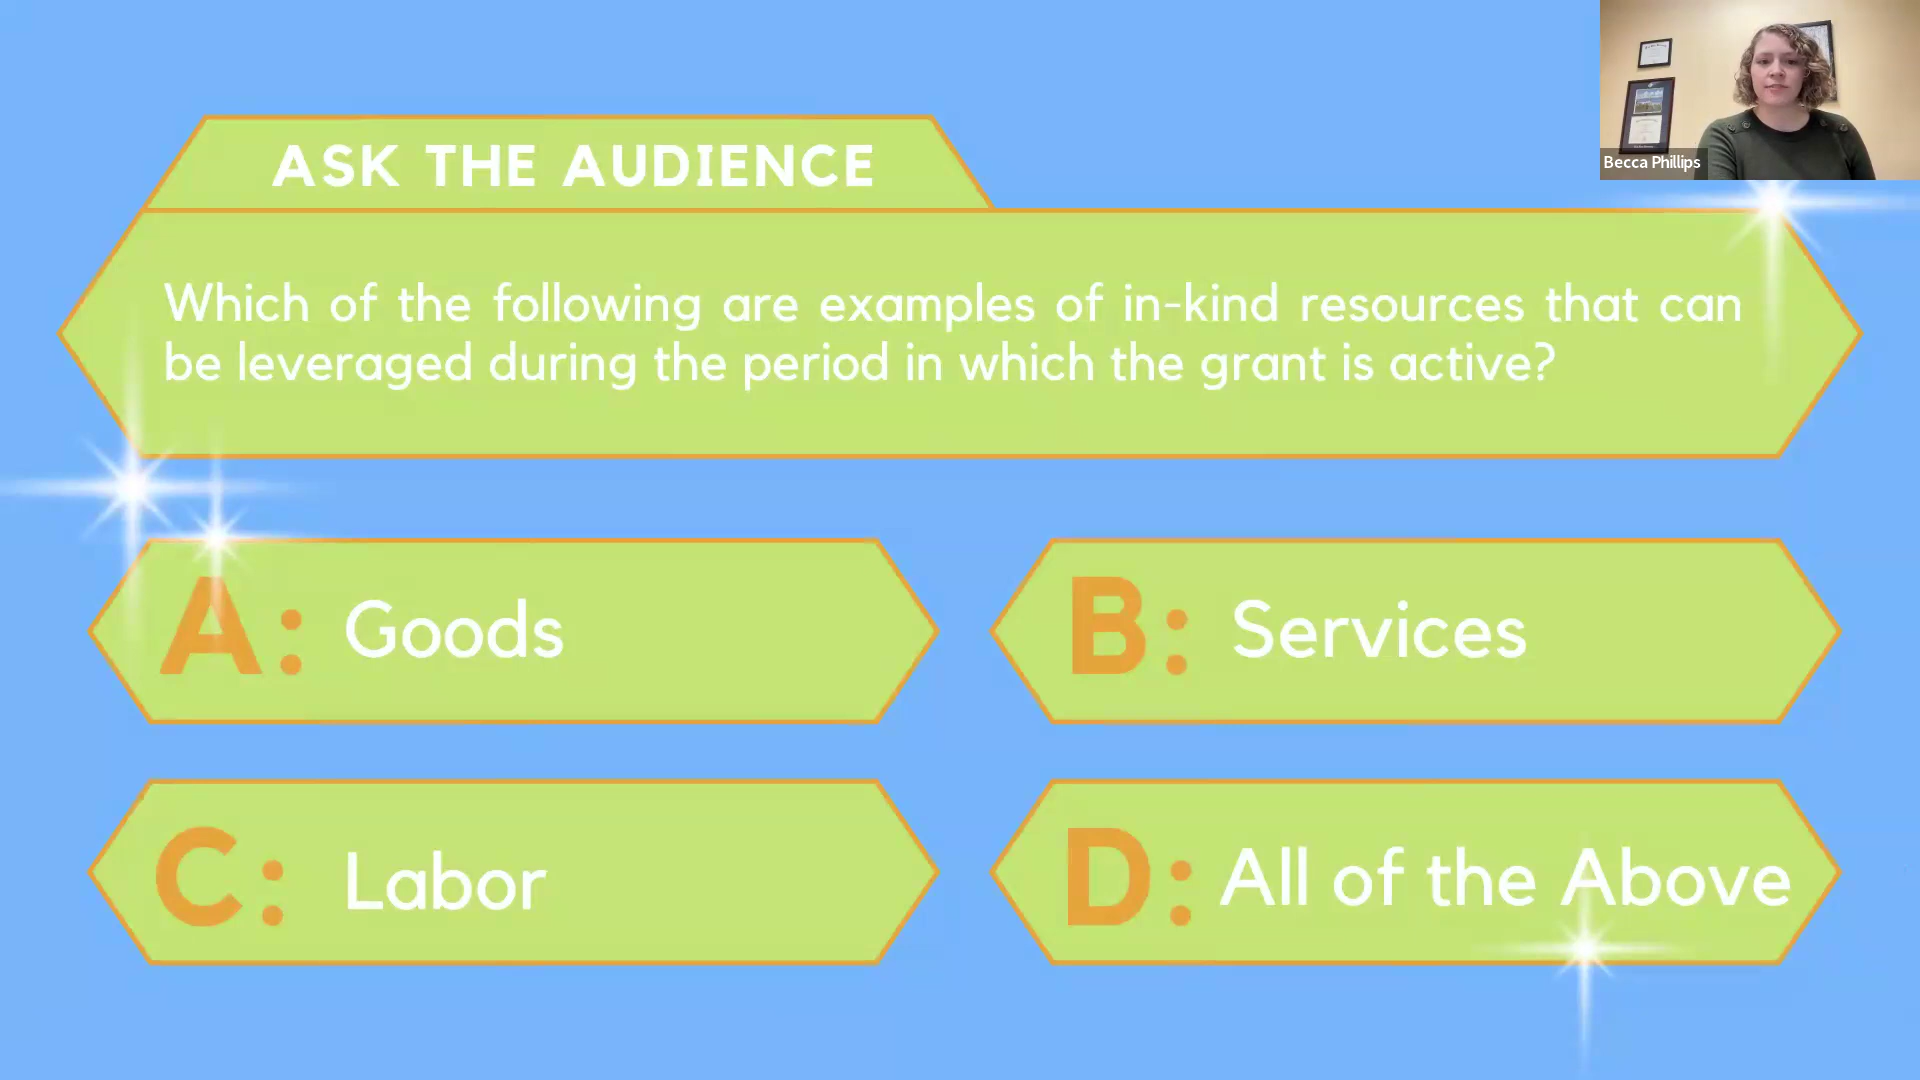 Becca Phillips
ASK THE AUDIENCE
Which of the following are examples of in-kind resources that can
be leveraged during the period in which the grant is active?
A: Goods
B: Services
C: Labor
D: All of the Above